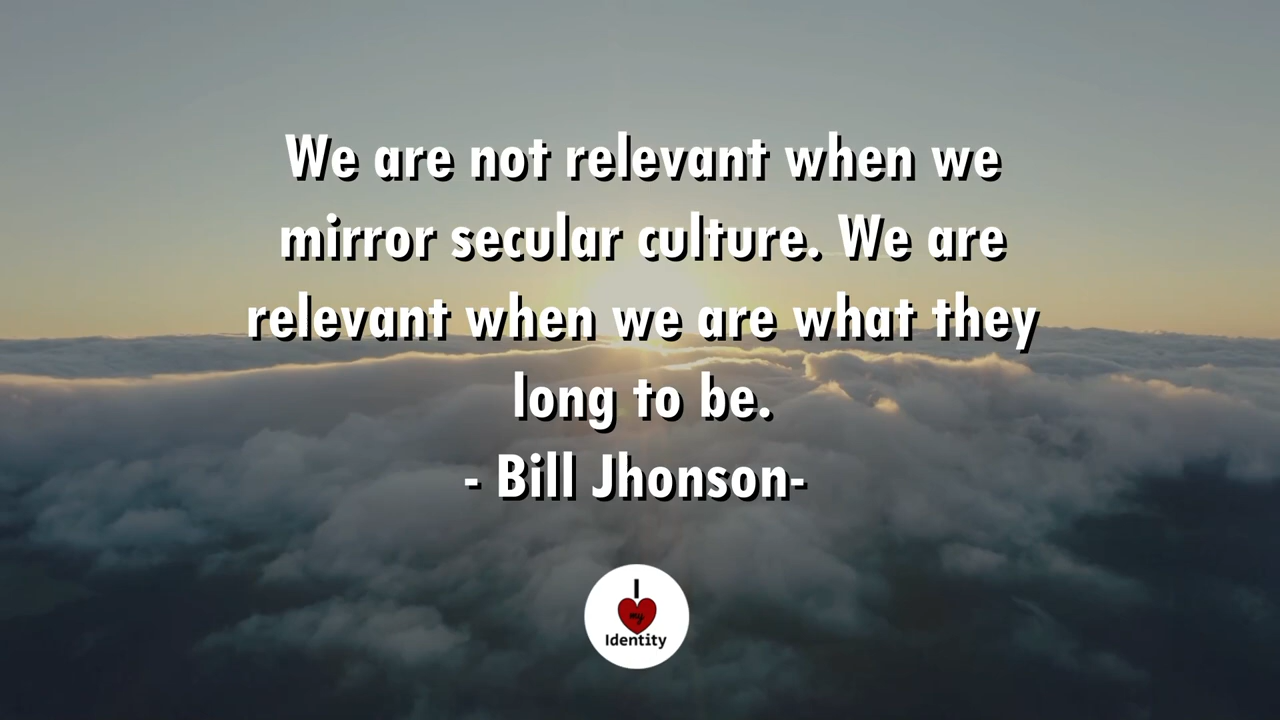 We are not relevant when we
mirror secular culture. We are
relevant when we are what they
long to be.
- Bill Jhonson-
I
my
Identity